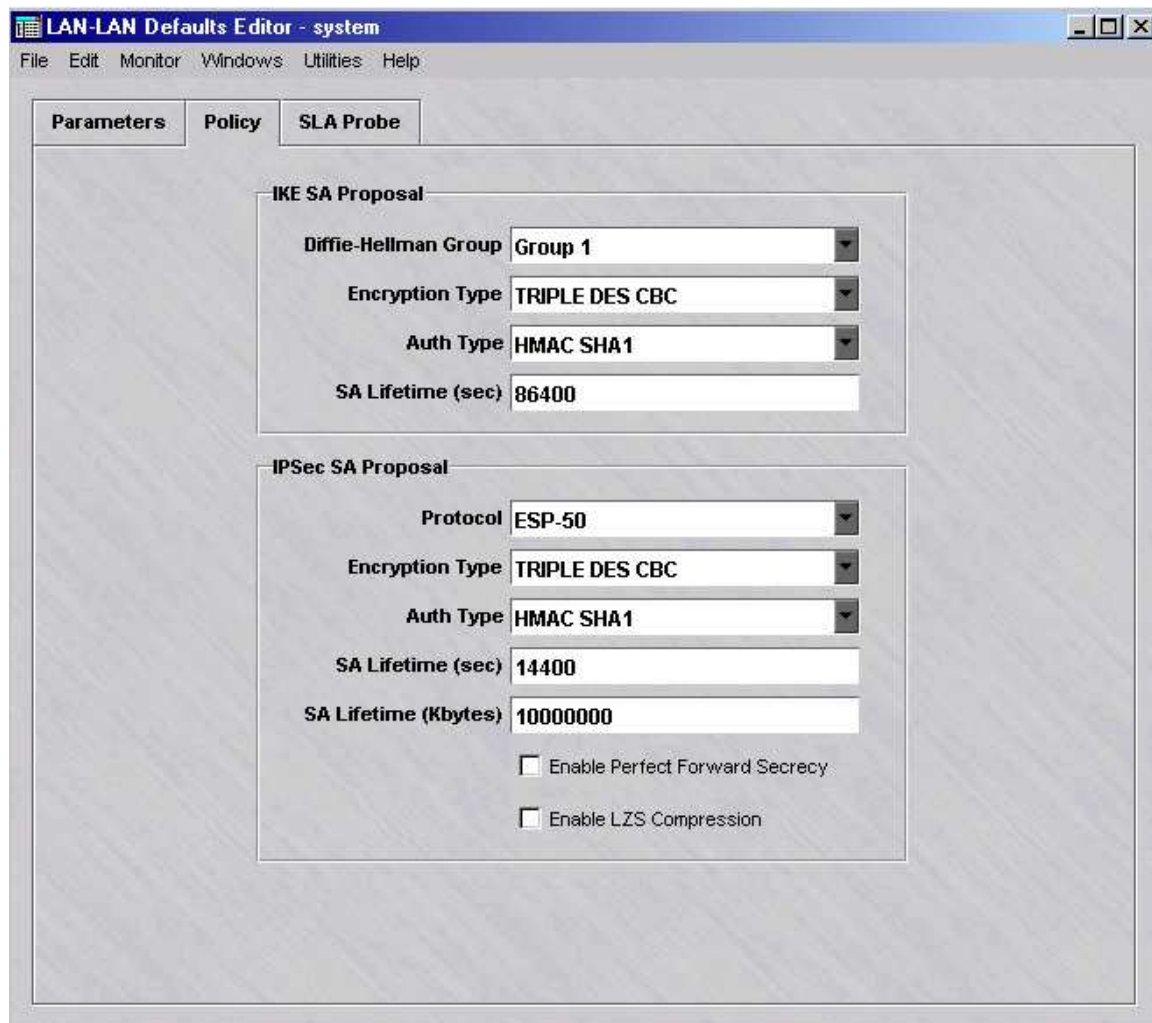 LAN-LAN Defaults Editor - system
File Edit Monitor Windows Utilities Help
Parameters Policy SLA Probe
IKE SA Proposal
Diffie-Hellman Group Group 1
Encryption Type TRIPLE DES CBC
Auth Type HMAC SHA1
SA Lifetime (sec) 86400
IPSec SA Proposal
Protocol ESP-50
Encryption Type TRIPLE DES CBC
Auth Type HMAC SHA1
SA Lifetime (sec) 14400
SA Lifetime (Kbytes) 10000000
Enable Perfect Forward Secrecy
Enable LZS Compression